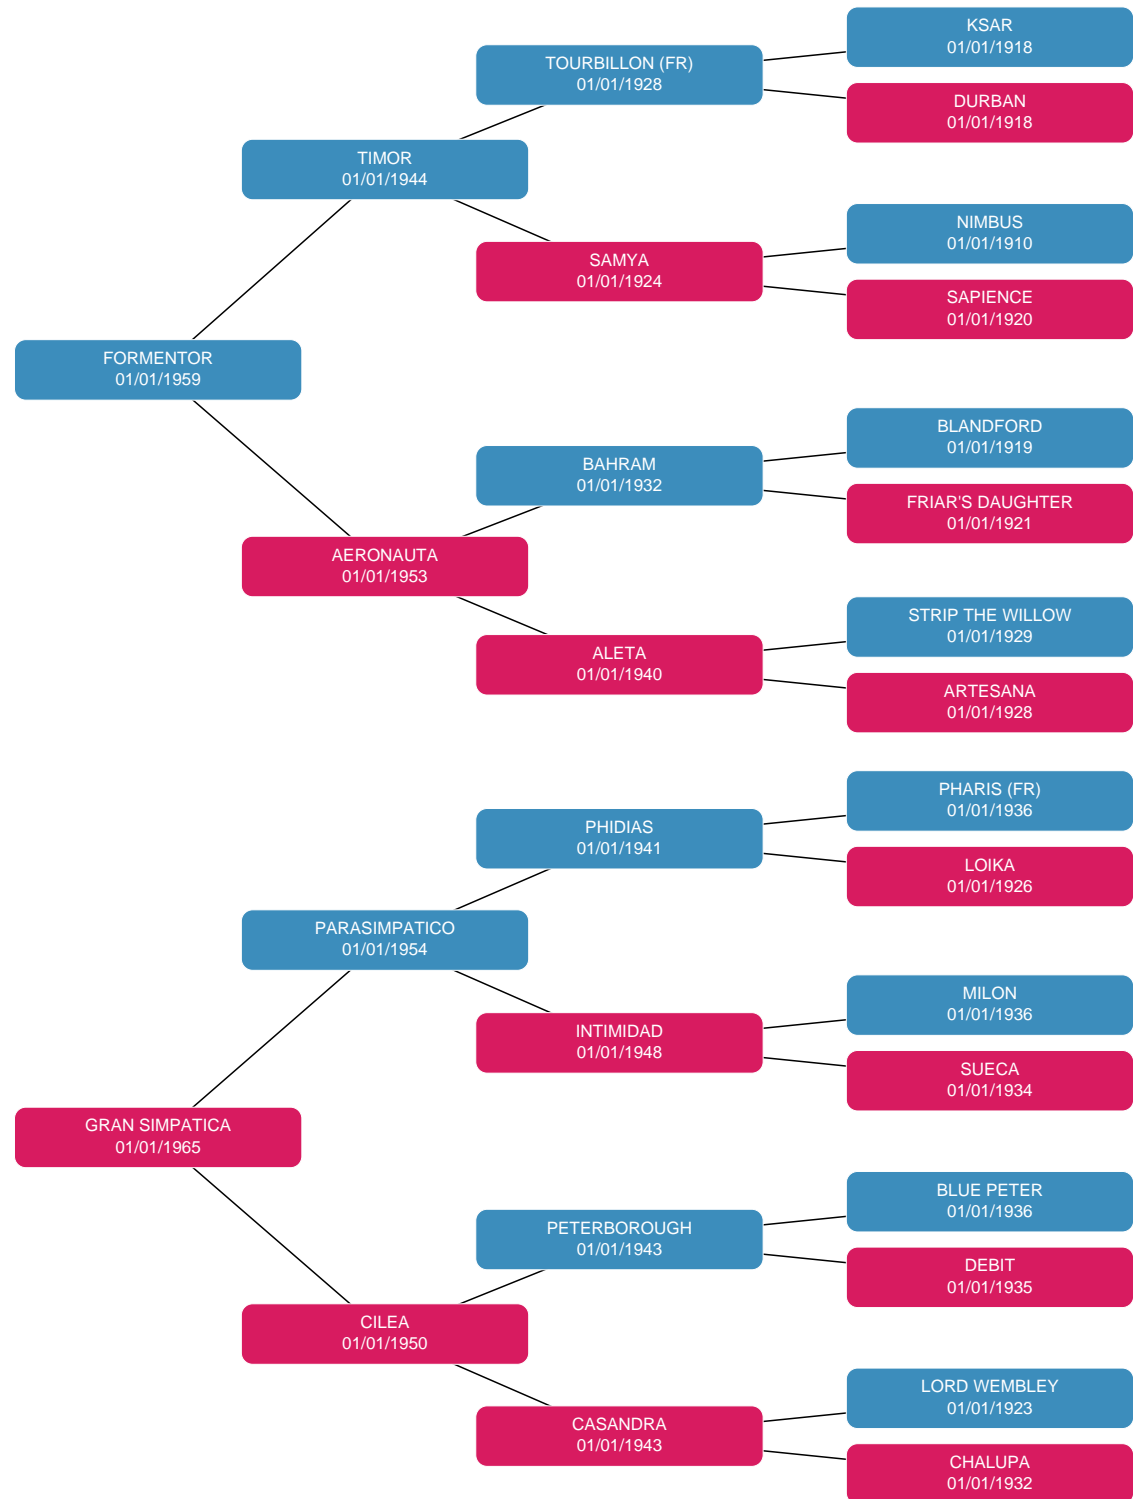 KSAR
01/01/1918
TOURBILLON (FR)
01/01/1928
DURBAN
01/01/1918
TIMOR
01/01/1944
NIMBUS
01/01/1910
SAMYA
01/01/1924
SAPIENCE
01/01/1920
FORMENTOR
01/01/1959
BLANDFORD
01/01/1919
BAHRAM
01/01/1932
FRIAR'S DAUGHTER
01/01/1921
AERONAUTA
01/01/1953
STRIP THE WILLOW
01/01/1929
ALETA
01/01/1940
ARTESANA
01/01/1928
PHARIS (FR)
01/01/1936
PHIDIAS
01/01/1941
LOIKA
01/01/1926
PARASIMPATICO
01/01/1954
MILON
01/01/1936
INTIMIDAD
01/01/1948
SUECA
01/01/1934
GRAN SIMPATICA
01/01/1965
BLUE PETER
01/01/1936
PETERBOROUGH
01/01/1943
DEBIT
01/01/1935
CILEA
01/01/1950
LORD WEMBLEY
01/01/1923
CASANDRA
01/01/1943
CHALUPA
01/01/1932